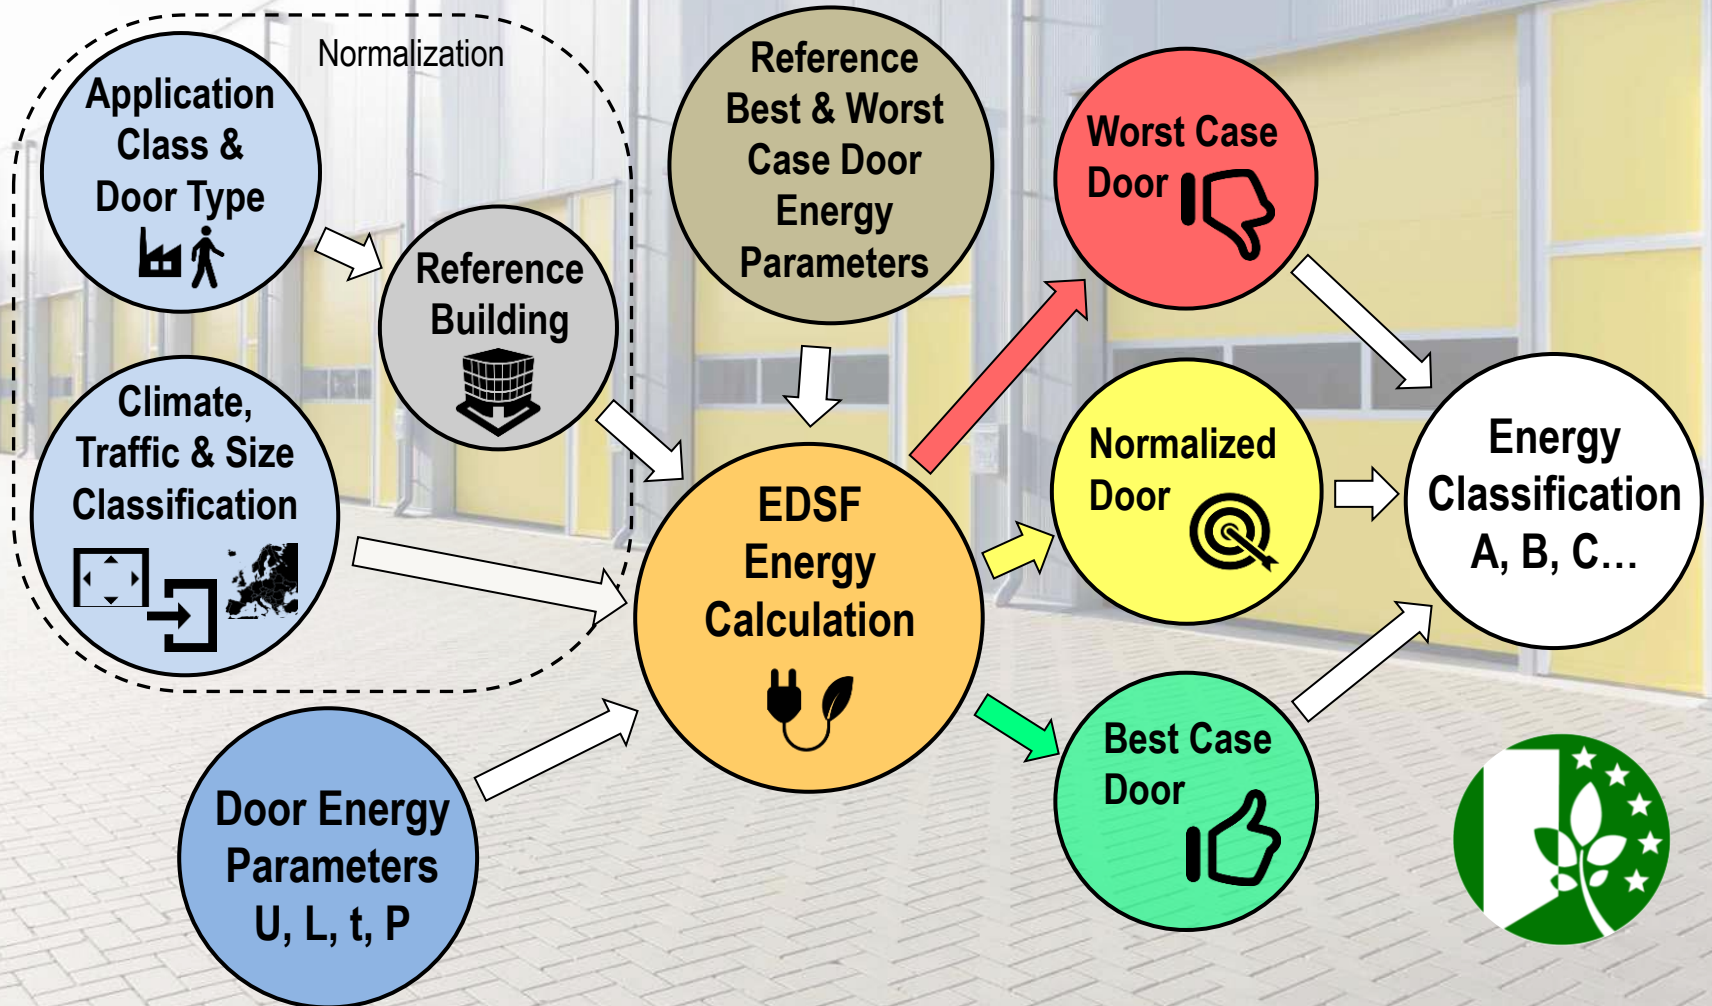 Normalization
Application
Class &
Door Type
Reference
Building
Climate,
Traffic & Size
Classification
Door Energy
Parameters
U, L, t, P
Reference
Best & Worst
Case Door
Energy
Parameters
EDSF
Energy
Calculation
Worst Case
Door
Normalized
Door
Best Case
Door
Energy
Classification
A, B, C...